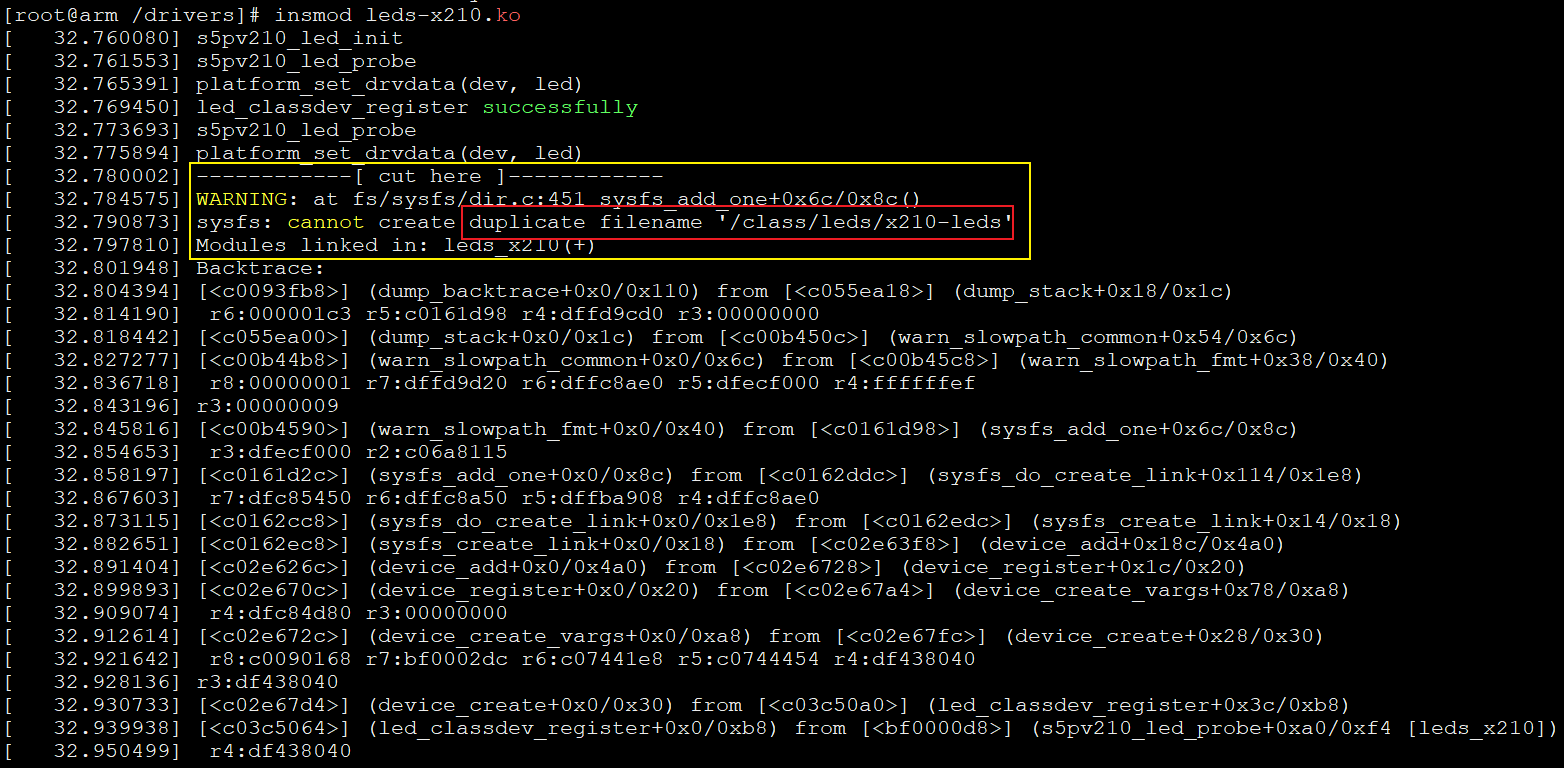 [root@arm /drivers]# insmod leds-x210.ko
[   32.760080] s5pv210_led_init
[   32.761553] s5pv210_led_probe
[   32.765391] platform_set_drvdata(dev, led)
[   32.769450] led_classdev_register successfully
[   32.773693] s5pv210_led_probe
[   32.775894] platform_set_drvdata(dev, led)
[   32.780002] ------------[ cut here ]------------
[   32.784575] WARNING: at fs/sysfs/dir.c:451 sysfs_add_one+0x6c/0x8c()
[   32.790873] sysfs: cannot create duplicate filename '/class/leds/x210-leds'
[   32.797810] Modules linked in: leds_x210(+)
[   32.801948] Backtrace:
[   32.804394] [<c0093fb8>] (dump_backtrace+0x0/0x110) from [<c055ea18>] (dump_stack+0x18/0x1c)
[   32.814190]  r6:000001c3 r5:c0161d98 r4:dffd9cd0 r3:00000000
[   32.818442] [<c055ea00>] (dump_stack+0x0/0x1c) from [<c00b450c>] (warn_slowpath_common+0x54/0x6c)
[   32.827277] [<c00b44b8>] (warn_slowpath_common+0x0/0x6c) from [<c00b45c8>] (warn_slowpath_fmt+0x38/0x40)
[   32.836718]  r8:00000001 r7:dffd9d20 r6:dffc8ae0 r5:dfecf000 r4:ffffffef
[   32.843196] r3:00000009
[   32.845816] [<c00b4590>] (warn_slowpath_fmt+0x0/0x40) from [<c0161d98>] (sysfs_add_one+0x6c/0x8c)
[   32.854653]  r3:dfecf000 r2:c06a8115
[   32.858197] [<c0161d2c>] (sysfs_add_one+0x0/0x8c) from [<c0162ddc>] (sysfs_do_create_link+0x114/0x1e8)
[   32.867603]  r7:dfc85450 r6:dffc8a50 r5:dffba908 r4:dffc8ae0
[   32.873115] [<c0162cc8>] (sysfs_do_create_link+0x0/0x1e8) from [<c0162edc>] (sysfs_create_link+0x14/0x18)
[   32.882651] [<c0162ec8>] (sysfs_create_link+0x0/0x18) from [<c02e63f8>] (device_add+0x18c/0x4a0)
[   32.891404] [<c02e626c>] (device_add+0x0/0x4a0) from [<c02e6728>] (device_register+0x1c/0x20)
[   32.899893] [<c02e670c>] (device_register+0x0/0x20) from [<c02e67a4>] (device_create_vargs+0x78/0xa8)
[   32.909074]  r4:dfc84d80 r3:00000000
[   32.912614] [<c02e672c>] (device_create_vargs+0x0/0xa8) from [<c02e67fc>] (device_create+0x28/0x30)
[   32.921642]  r8:c0090168 r7:bf0002dc r6:c07441e8 r5:c0744454 r4:df438040
[   32.928136] r3:df438040
[   32.930733] [<c02e67d4>] (device_create+0x0/0x30) from [<c03c50a0>] (led_classdev_register+0x3c/0xb8)
[   32.939938] [<c03c5064>] (led_classdev_register+0x0/0xb8) from [<bf0000d8>] (s5pv210_led_probe+0xa0/0xf4 [leds_x210])
[   32.950499]  r4:df438040